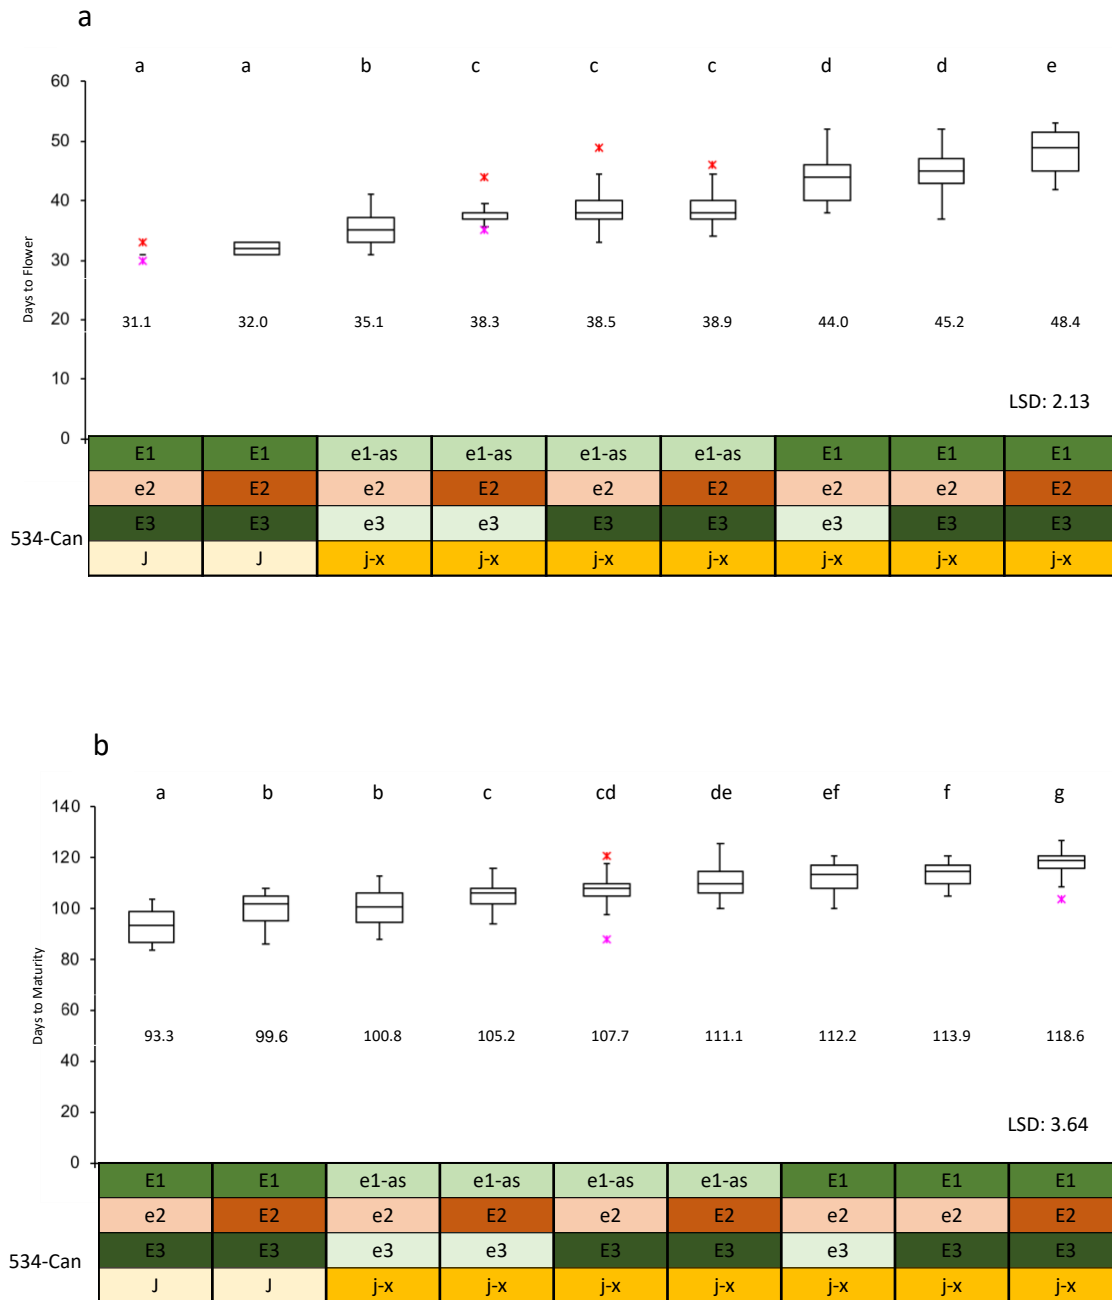 a
a a b c c c d d e
60
50
40
30
20
10
0
Days to Flower
31.1 32.0 35.1 38.3 38.5 38.9 44.0 45.2 48.4
LSD: 2.13
E1 E1 e1-as e1-as e1-as e1-as E1 E1 E1
e2 E2 e2 E2 e2 E2 e2 e2 E2
E3 E3 e3 e3 E3 E3 e3 E3 E3
534-Can
J J j-x j-x j-x j-x j-x j-x j-x
b
a b b c cd de ef f g
140
120
100
80
60
40
20
0
Days to Maturity
93.3 99.6 100.8 105.2 107.7 111.1 112.2 113.9 118.6
LSD: 3.64
E1 E1 e1-as e1-as e1-as e1-as E1 E1 E1
e2 E2 e2 E2 e2 E2 e2 e2 E2
E3 E3 e3 e3 E3 E3 e3 E3 E3
534-Can
J J j-x j-x j-x j-x j-x j-x j-x